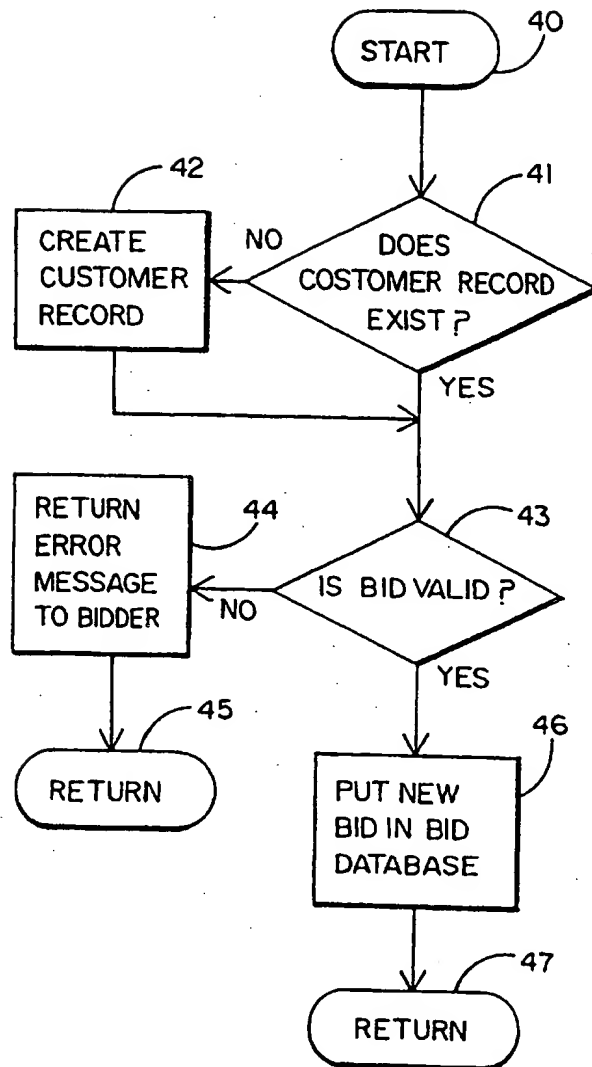 40
START
42
41
CREATE
CUSTOMER
RECORD
NO
DOES
COSTOMER RECORD
EXIST?
YES
RETURN
ERROR
MESSAGE
TO BIDDER
44
43
NO
IS BID VALID?
YES
45
RETURN
46
PUT NEW
BID IN BID
DATABASE
47
RETURN